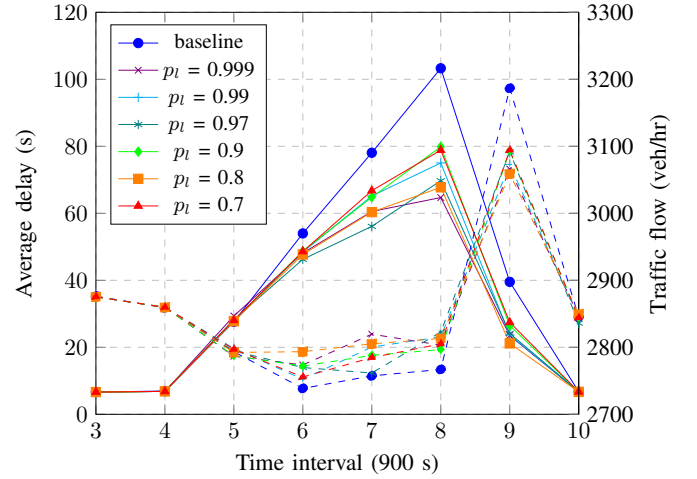 120
100
80
60
40
20
0
Average delay (s)
baseline
p_l = 0.999
p_l = 0.99
p_l = 0.97
p_l = 0.9
p_l = 0.8
p_l = 0.7
3300
3200
3100
3000
2900
2800
2700
Traffic flow (veh/hr)
3 4 5 6 7 8 9 10
Time interval (900 s)